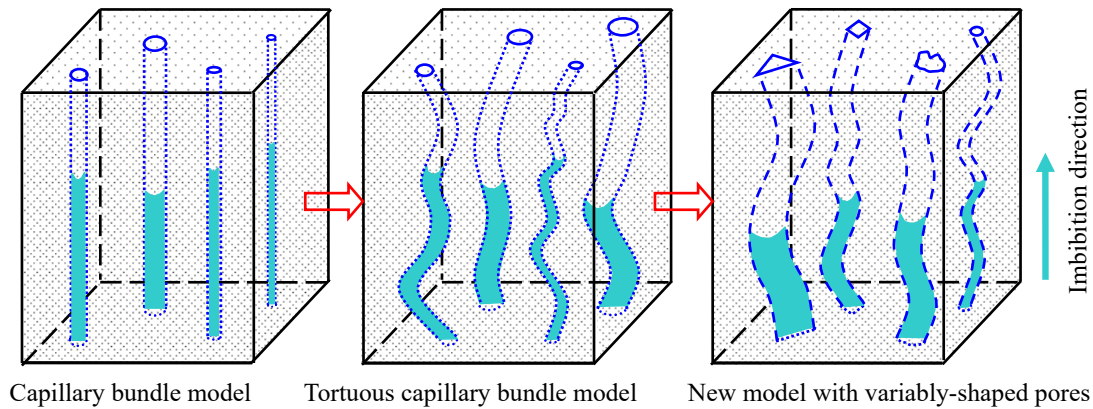 Imbibition direction
Capillary bundle model
Tortuous capillary bundle model
New model with variably-shaped pores